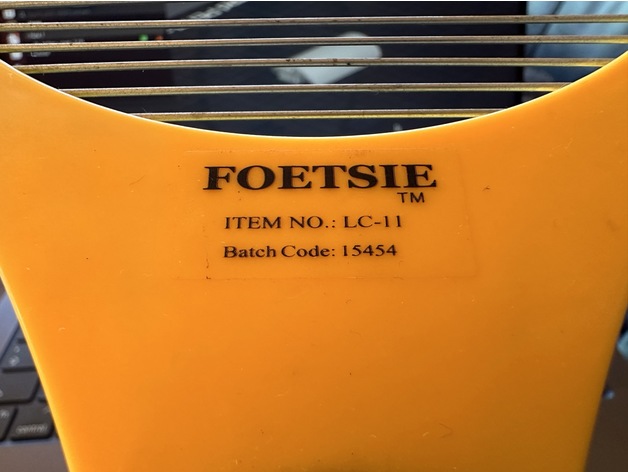 FOETSIE
TM
ITEM NO.: LC-11
Batch Code: 15454